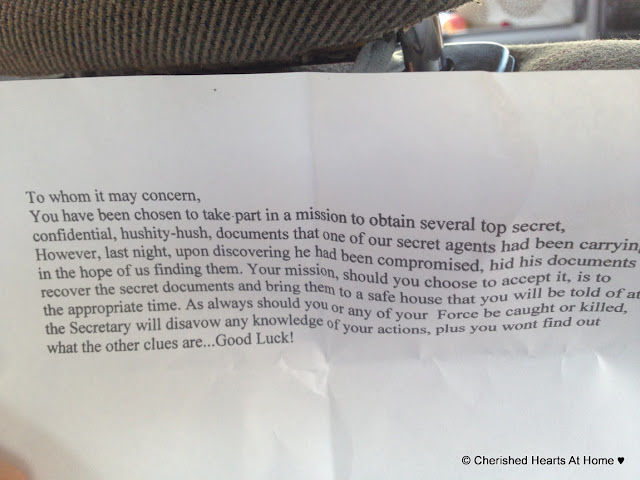 To whom it may concern,
You have been chosen to take part in a mission to obtain several top secret,
confidential, hushity-hush, documents that one of our secret agents had been carrying
However, last night, upon discovering he had been compromised, hid his documents
in the hope of us finding them. Your mission, should you choose to accept it, is to
recover the secret documents and bring them to a safe house that you will be told of at
the appropriate time. As always should you or any of your Force be caught or killed,
the Secretary will disavow any knowledge of your actions, plus you wont find out
what the other clues are...Good Luck!
© Cherished Hearts At Home ♥